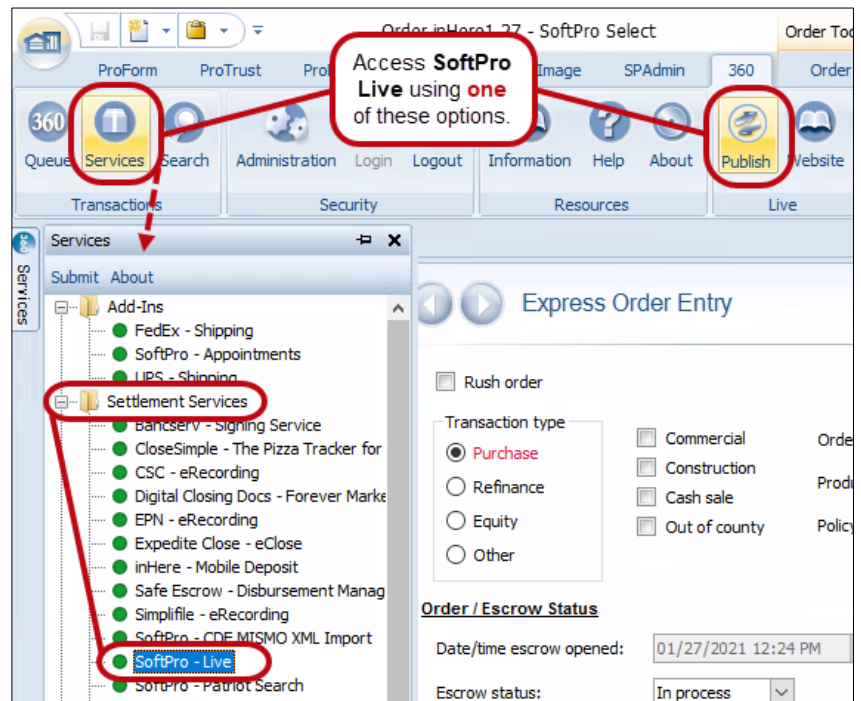 Order inHero1-27 - SoftPro Select
Order Too
ProForm ProTrust Image SPAdmin 360 Order
Access SoftPro
Live using one
of these options.
360
Queue Services Search Administration Login Logout Information Help About Publish Website
Transactions Security Resources Live
360 Services
Services
Submit About
Add-Ins
FedEx - Shipping
SoftPro - Appointments
UPS - Shipping
Settlement Services
Bancserv - Signing Service
CloseSimple - The Pizza Tracker for
CSC - eRecording
Digital Closing Docs - Forever Marke
EPN - eRecording
Expedite Close - eClose
inHere - Mobile Deposit
Safe Escrow - Disbursement Manag
Simplifile - eRecording
SoftPro - CDF MISMO XML Import
SoftPro - Live
SoftPro - Patriot Search
Express Order Entry
Rush order
Transaction type
Purchase
Refinance
Equity
Other
Commercial
Construction
Cash sale
Out of county
Orde
Produ
Policy
Order / Escrow Status
Date/time escrow opened: 01/27/2021 12:24 PM
Escrow status: In process